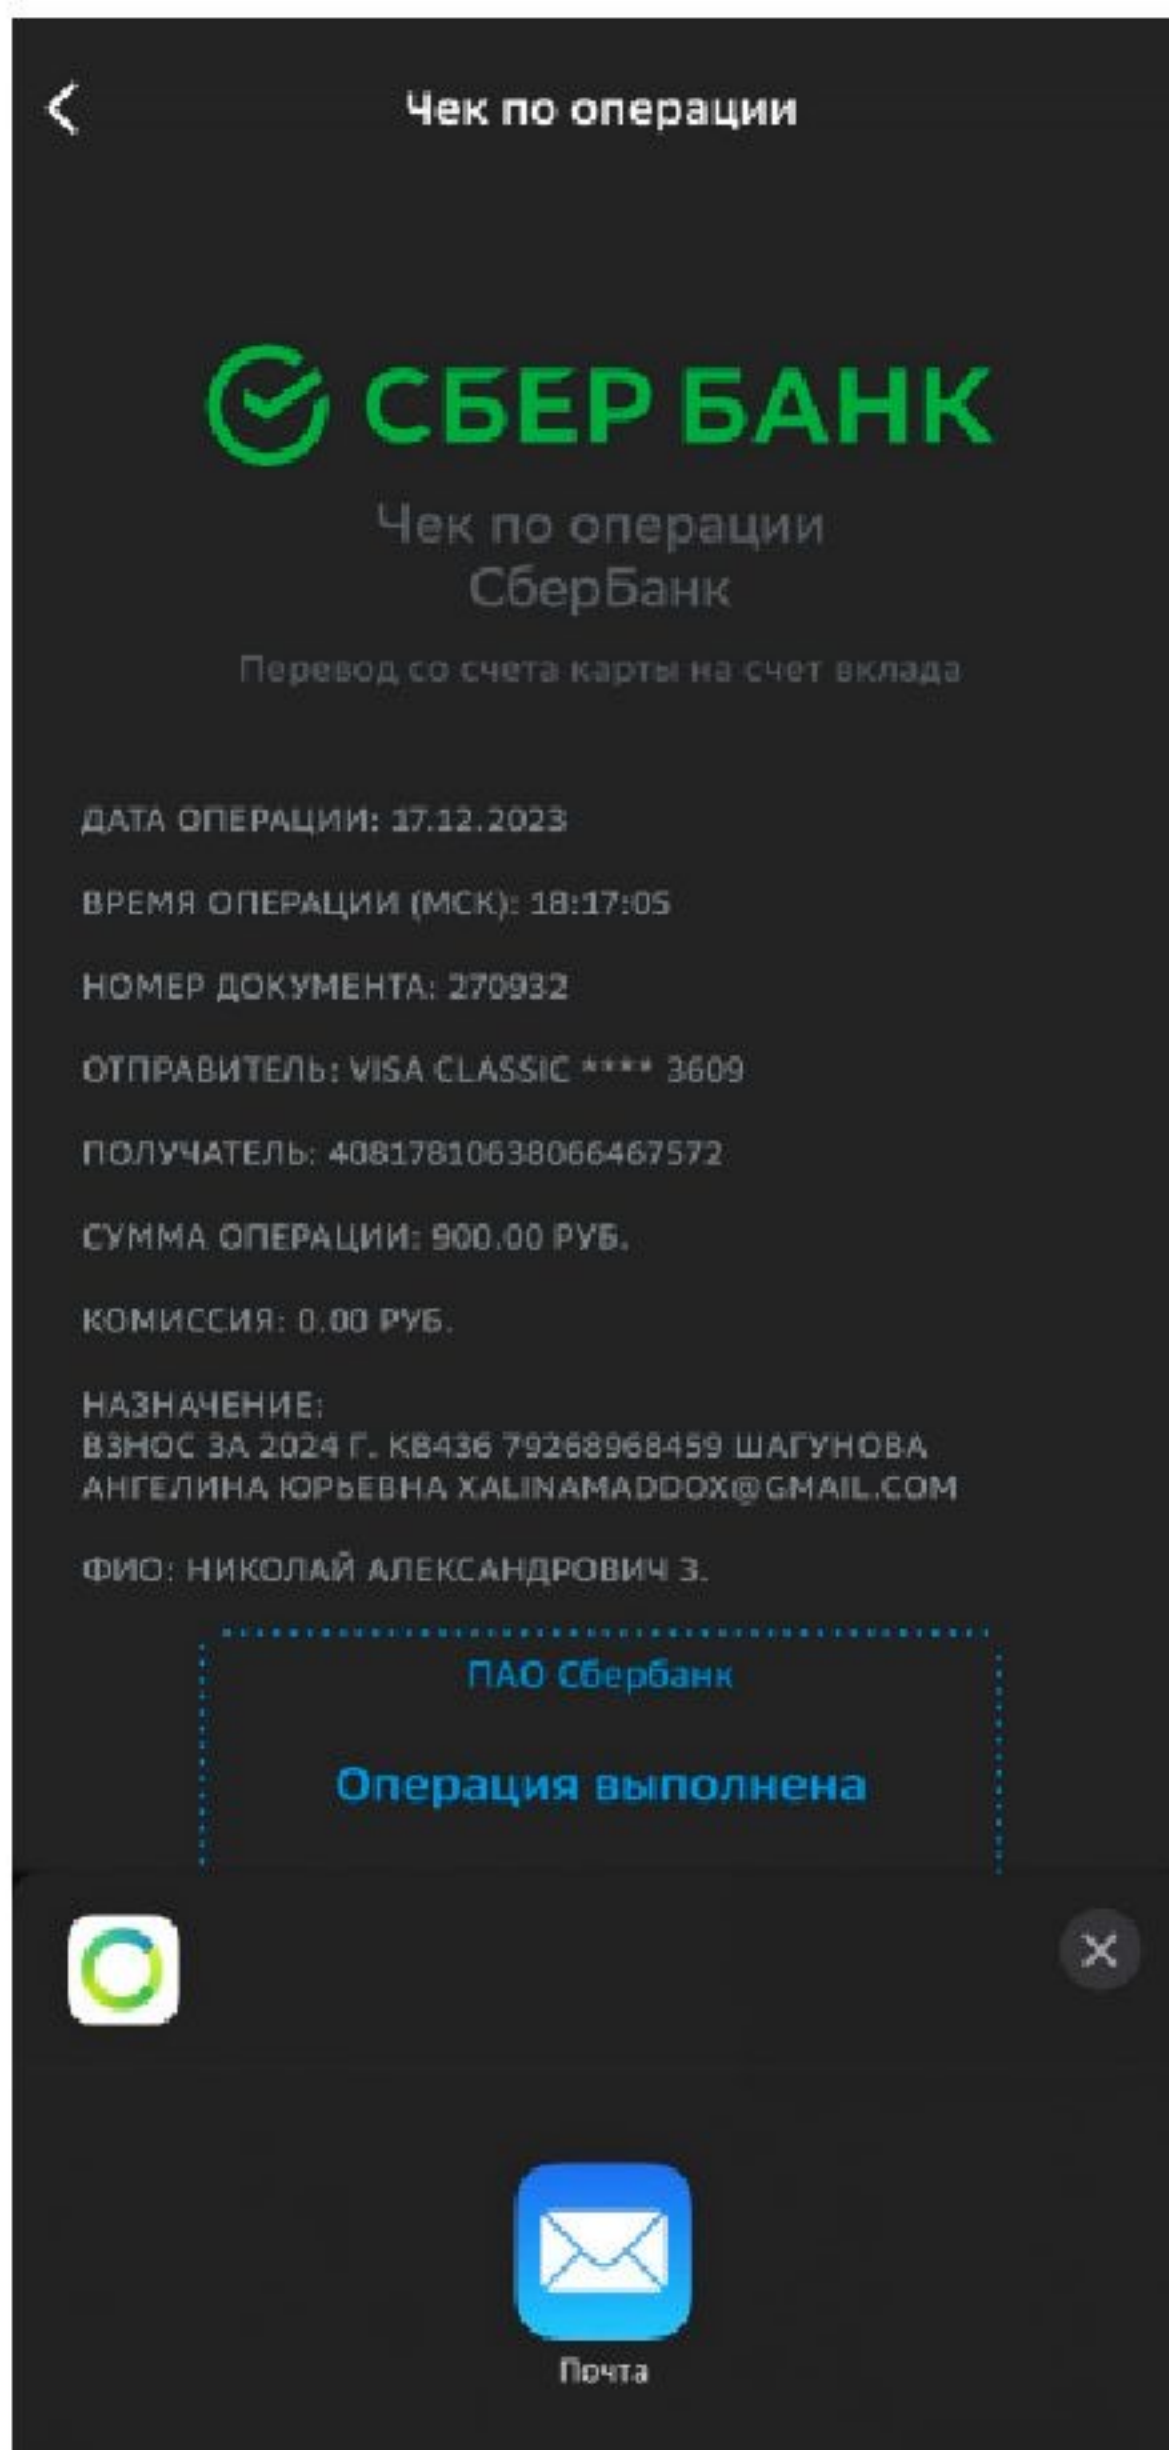 Чек по операции
СБЕР БАНК
Чек по операции
СберБанк
Перевод со счета карты на счет вклада
ДАТА ОПЕРАЦИИ: 17.12.2023
ВРЕМЯ ОПЕРАЦИИ (МСК): 18:17:05
НОМЕР ДОКУМЕНТА: 270932
ОТПРАВИТЕЛЬ: VISA CLASSIC **** 3609
ПОЛУЧАТЕЛЬ: 40817810638066467572
СУММА ОПЕРАЦИИ: 900.00 РУБ.
КОМИССИЯ: 0.00 РУБ.
НАЗНАЧЕНИЕ:
ВЗНОС ЗА 2024 Г. КВ436 79268968459 ШАГУНОВА
АНГЕЛИНА ЮРЬЕВНА XALINAMADDOX@GMAIL.COM
ФИО: НИКОЛАЙ АЛЕКСАНДРОВИЧ З.
ПАО Сбербанк
Операция выполнена
Почта